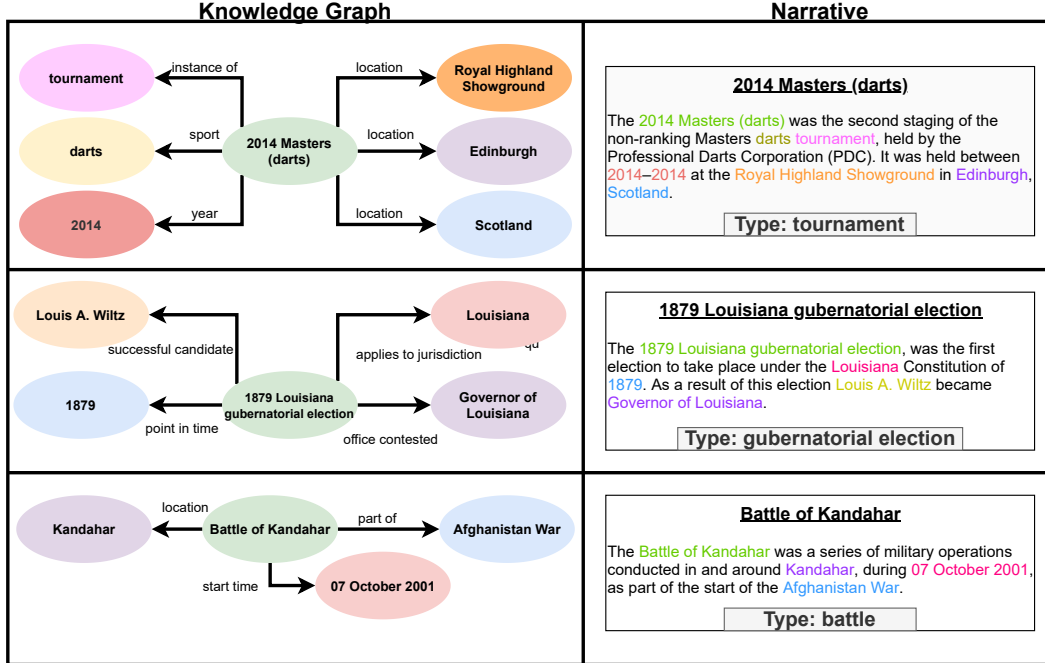 Knowledge Graph
Narrative
tournament
instance of
location
Royal Highland
Showground
darts
sport
2014 Masters
(darts)
location
Edinburgh
2014
year
location
Scotland
2014 Masters (darts)
The 2014 Masters (darts) was the second staging of the
non-ranking Masters darts tournament, held by the
Professional Darts Corporation (PDC). It was held between
2014–2014 at the Royal Highland Showground in Edinburgh,
Scotland.
Type: tournament
Louis A. Wiltz
Louisiana
qu
successful candidate
applies to jurisdiction
1879
1879 Louisiana
gubernatorial election
Governor of
Louisiana
point in time
office contested
1879 Louisiana gubernatorial election
The 1879 Louisiana gubernatorial election, was the first
election to take place under the Louisiana Constitution of
1879. As a result of this election Louis A. Wiltz became
Governor of Louisiana.
Type: gubernatorial election
Kandahar
location
Battle of Kandahar
part of
Afghanistan War
start time
07 October 2001
Battle of Kandahar
The Battle of Kandahar was a series of military operations
conducted in and around Kandahar, during 07 October 2001,
as part of the start of the Afghanistan War.
Type: battle